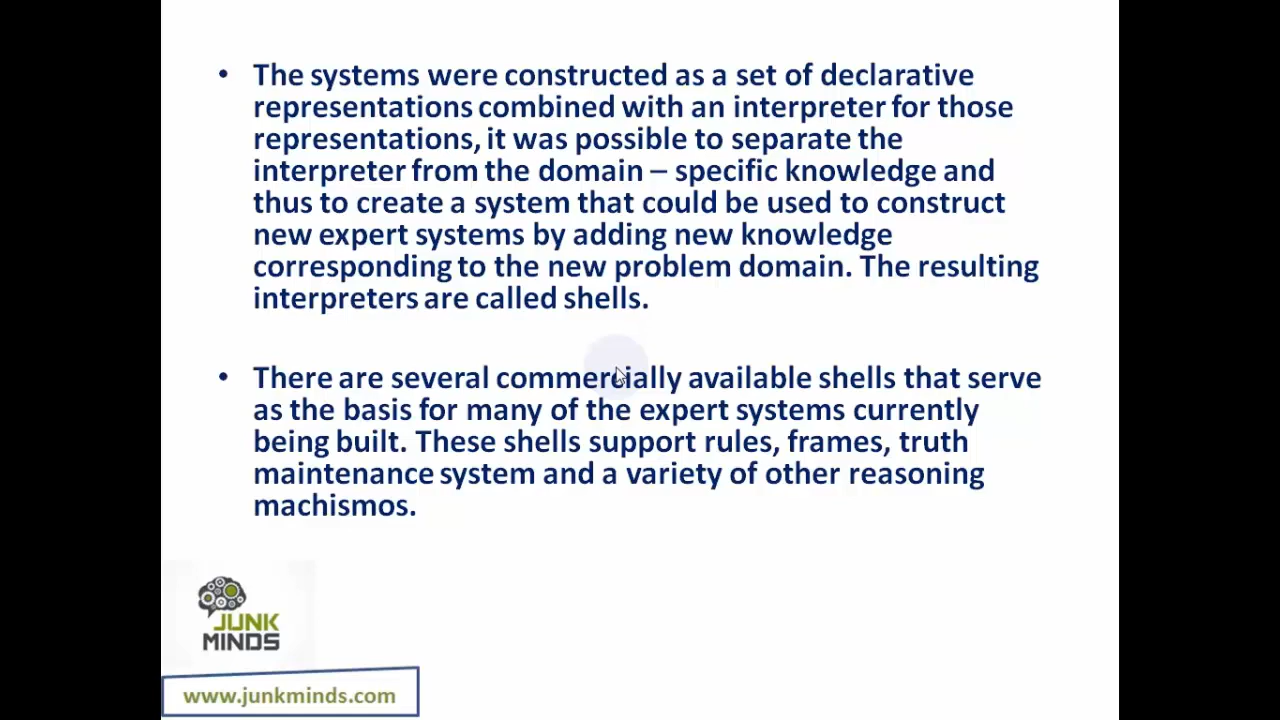 • The systems were constructed as a set of declarative
representations combined with an interpreter for those
representations, it was possible to separate the
interpreter from the domain – specific knowledge and
thus to create a system that could be used to construct
new expert systems by adding new knowledge
corresponding to the new problem domain. The resulting
interpreters are called shells.
• There are several commercially available shells that serve
as the basis for many of the expert systems currently
being built. These shells support rules, frames, truth
maintenance system and a variety of other reasoning
machismos.
JUNK
MINDS
www.junkminds.com